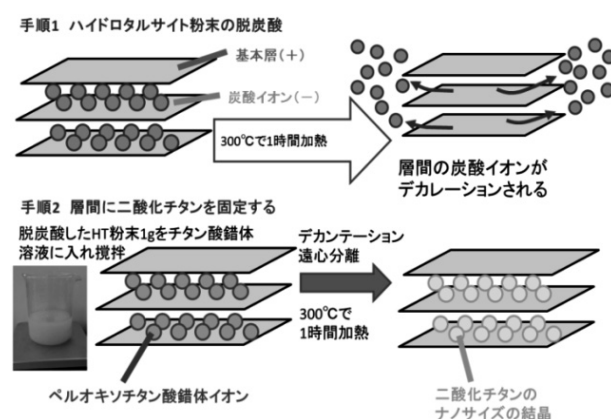 手順1 ハイドロタルサイト粉末の脱炭酸
基本層(+)
炭酸イオン(-)
300℃で1時間加熱
層間の炭酸イオンが
デカレーションされる
手順2 層間に二酸化チタンを固定する
脱炭酸したHT粉末1gをチタン酸錯体
溶液に入れ撹拌
デカンテーション
遠心分離
300℃で
1時間加熱
ペルオキソチタン酸錯体イオン
二酸化チタンの
ナノサイズの結晶